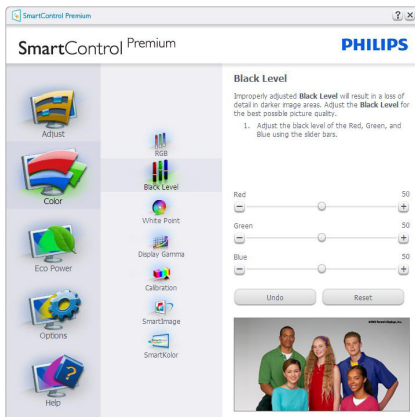 SmartControl Premium
SmartControl Premium
PHILIPS
Adjust
Color
Eco Power
Options
Help
RGB
Black Level
White Point
Display Gamma
Calibration
SmartImage
SmartKolor
Black Level
Improperly adjusted Black Level will result in a loss of
detail in darker image areas. Adjust the Black Level for
the best possible picture quality.
1. Adjust the black level of the Red, Green, and
Blue using the slider bars.
Red 50
Green 50
Blue 50
Undo Reset